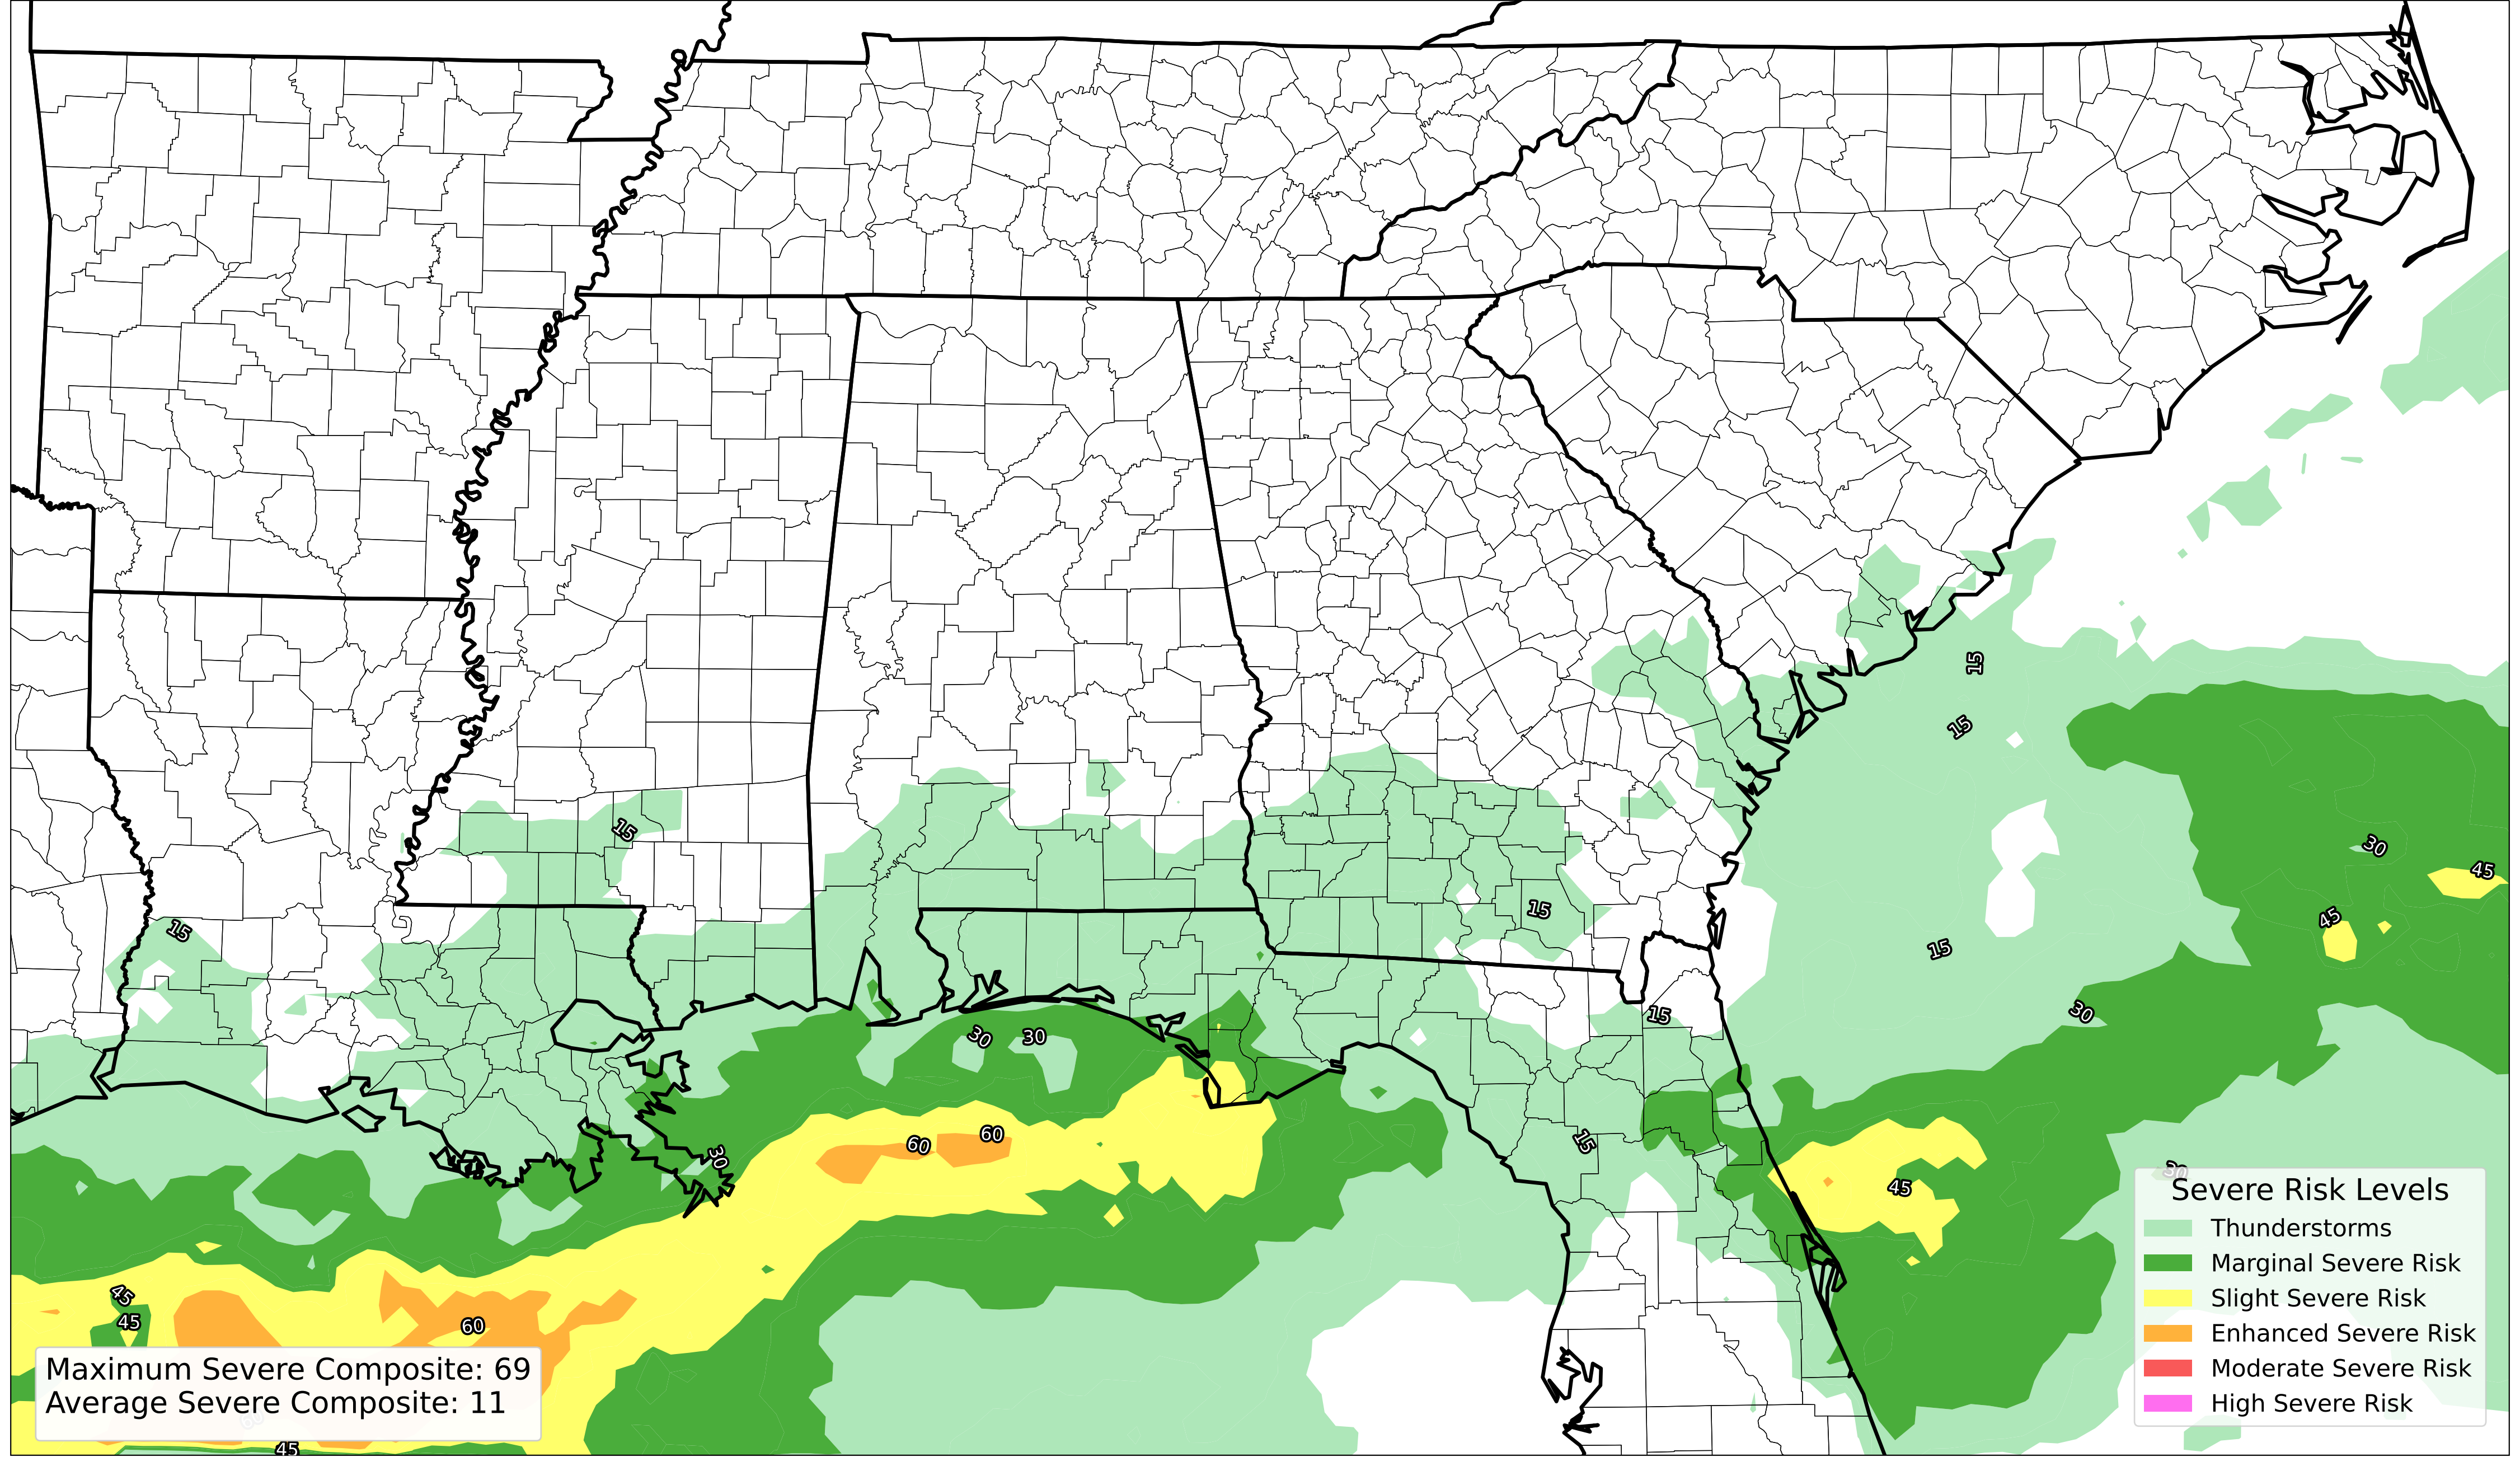 15
15
15
15
15
30
45
45
15
30
30
30
15
60
60
15
30
30
45
45
45
60
Severe Risk Levels
Thunderstorms
Marginal Severe Risk
Slight Severe Risk
Enhanced Severe Risk
Moderate Severe Risk
High Severe Risk
Maximum Severe Composite: 69
Average Severe Composite: 11
60
45